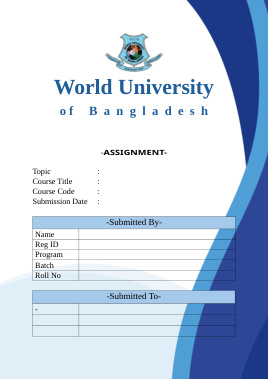 World University
of Bangladesh
-ASSIGNMENT-
Topic :
Course Title :
Course Code :
Submission Date :
-Submitted By-
Name
Reg ID
Program
Batch
Roll No
-Submitted To-
-